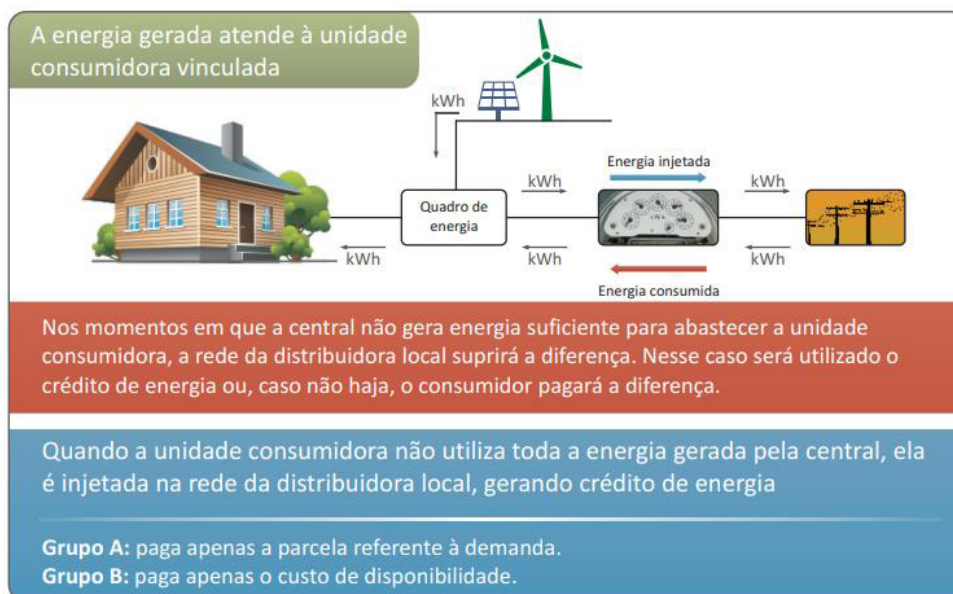 A energia gerada atende à unidade
consumidora vinculada
kWh
Energia injetada
kWh
kWh
Quadro de
energia
kWh
kWh
kWh
kWh
Energia consumida
Nos momentos em que a central não gera energia suficiente para abastecer a unidade
consumidora, a rede da distribuidora local suprirá a diferença. Nesse caso será utilizado o
crédito de energia ou, caso não haja, o consumidor pagará a diferença.
Quando a unidade consumidora não utiliza toda a energia gerada pela central, ela
é injetada na rede da distribuidora local, gerando crédito de energia
Grupo A: paga apenas a parcela referente à demanda.
Grupo B: paga apenas o custo de disponibilidade.